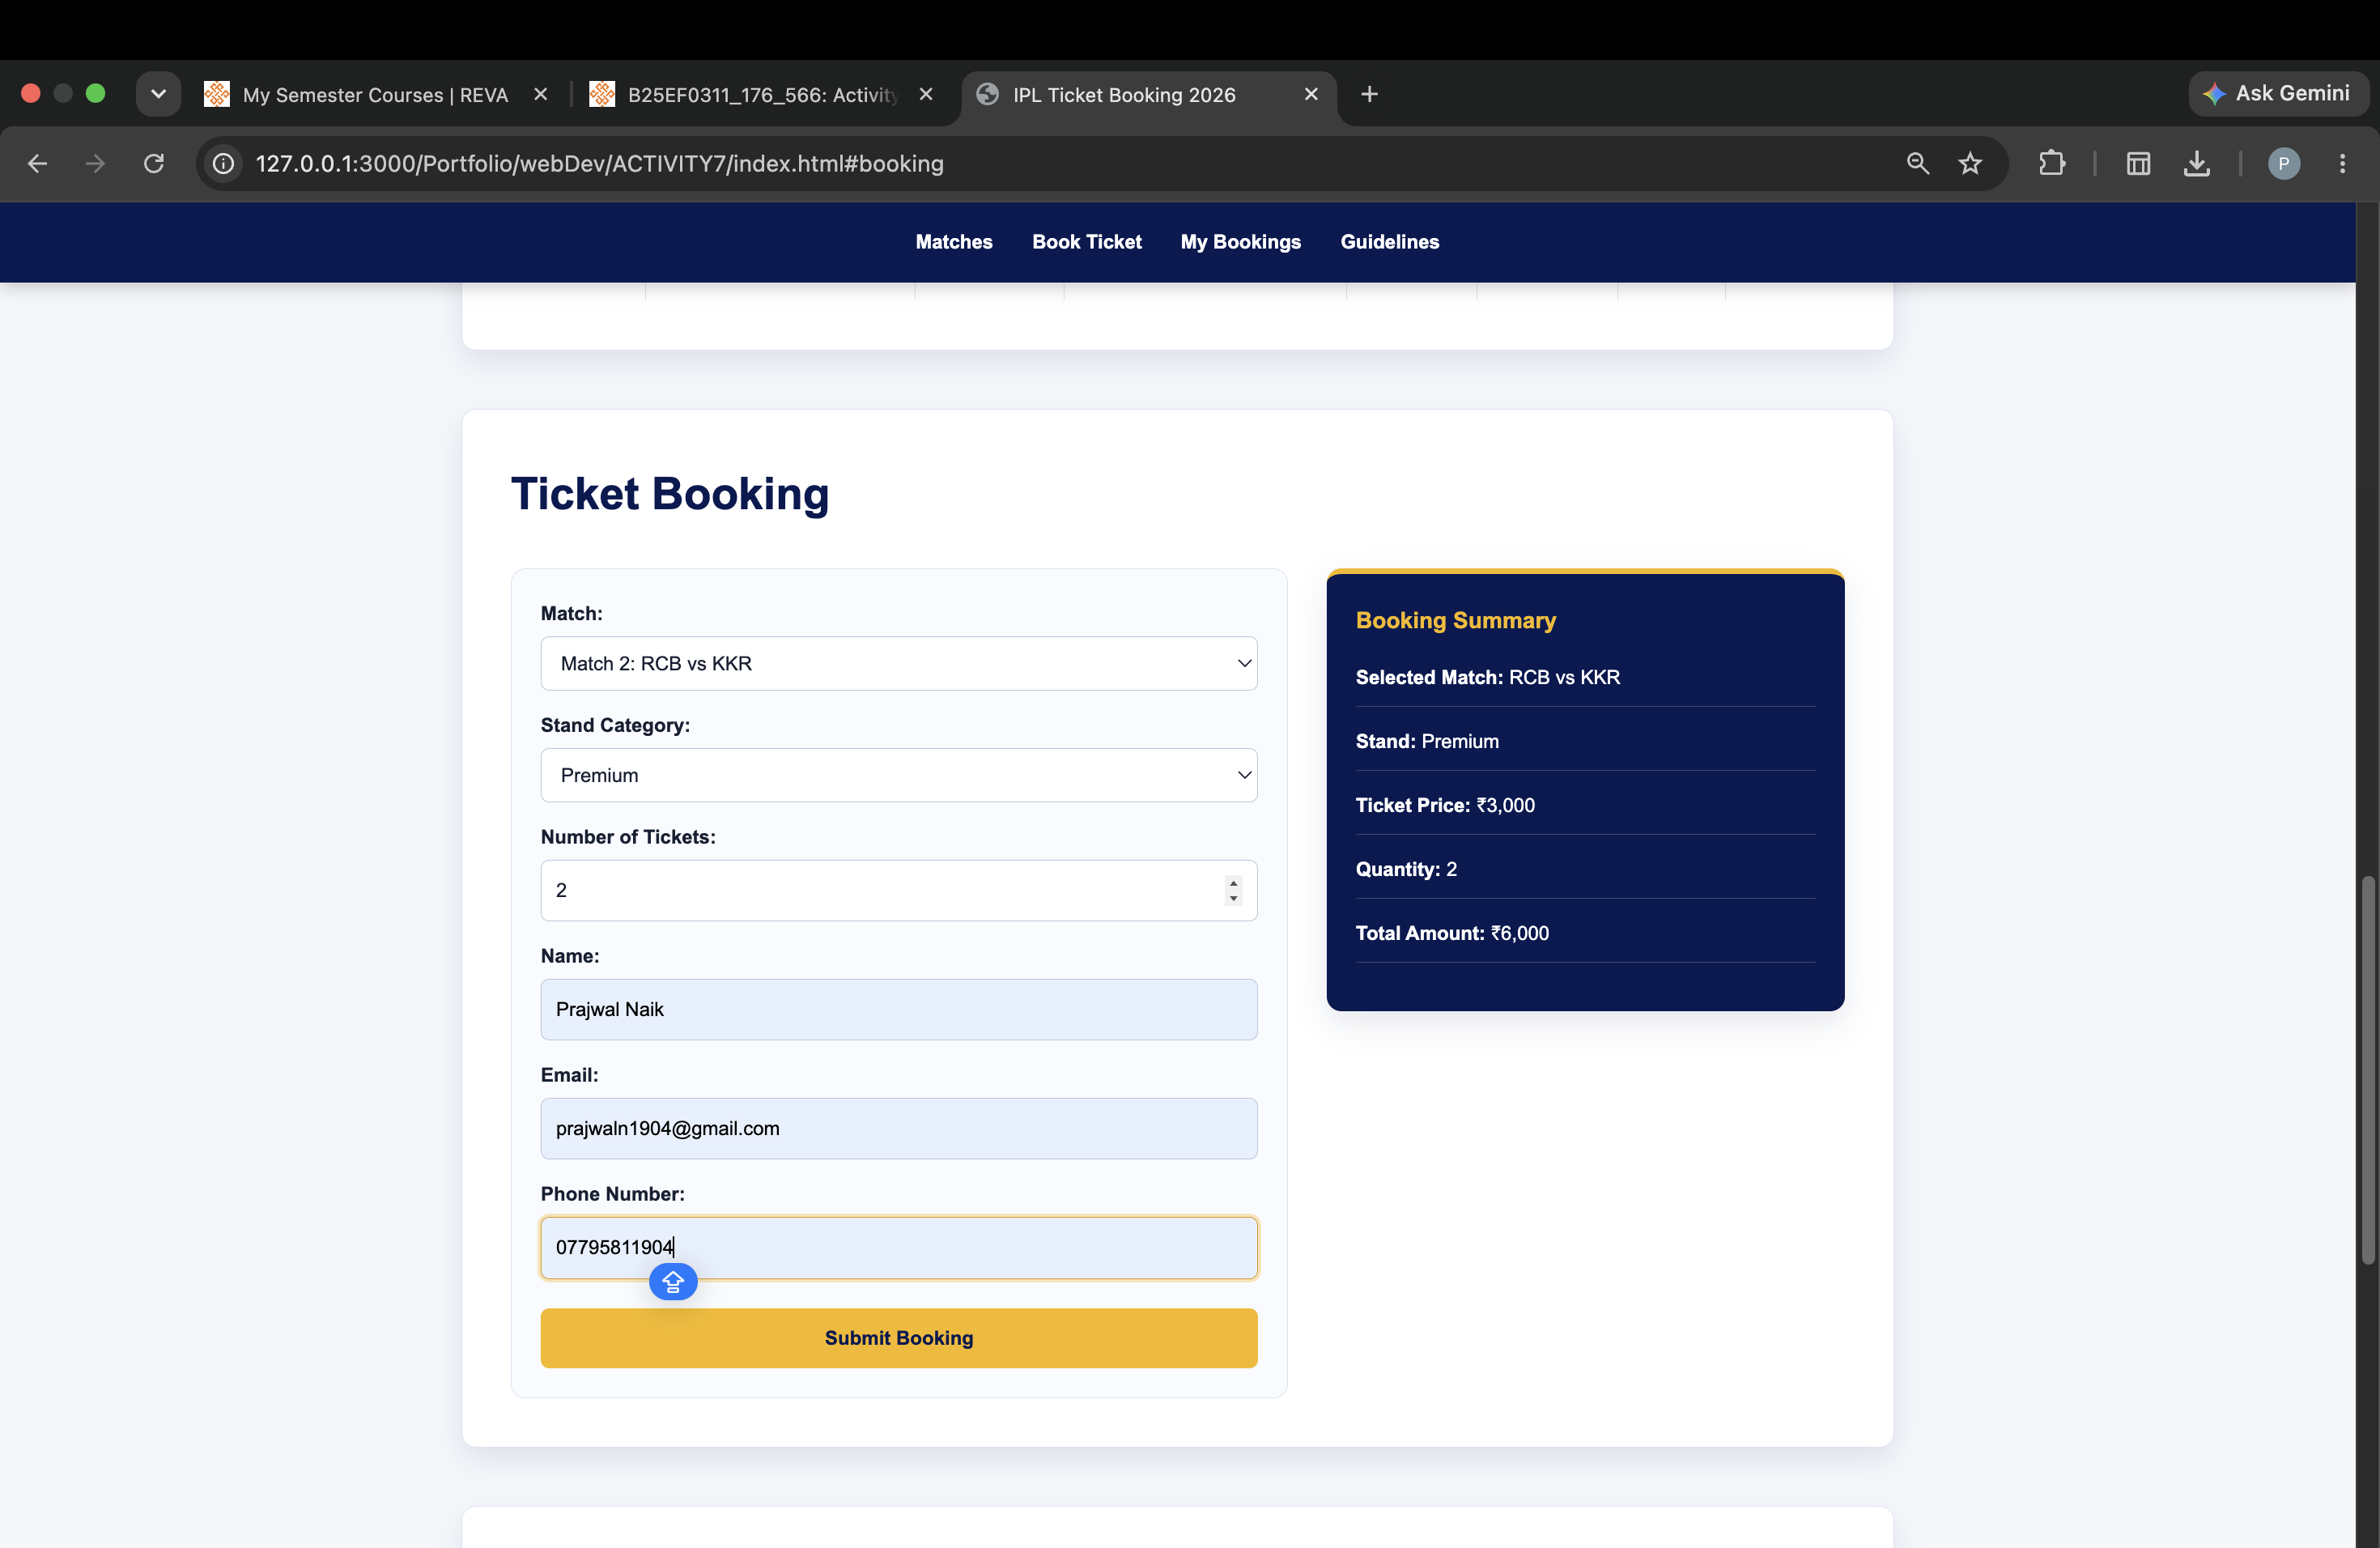 My Semester Courses | REVA
B25EF0311_176_566: Activity
IPL Ticket Booking 2026
Ask Gemini
127.0.0.1:3000/Portfolio/webDev/ACTIVITY7/index.html#booking
P
Matches Book Ticket My Bookings Guidelines
Ticket Booking
Match:
Match 2: RCB vs KKR
Stand Category:
Premium
Number of Tickets:
2
Name:
Prajwal Naik
Email:
prajwaln1904@gmail.com
Phone Number:
07795811904
Submit Booking
Booking Summary
Selected Match: RCB vs KKR
Stand: Premium
Ticket Price: ₹3,000
Quantity: 2
Total Amount: ₹6,000